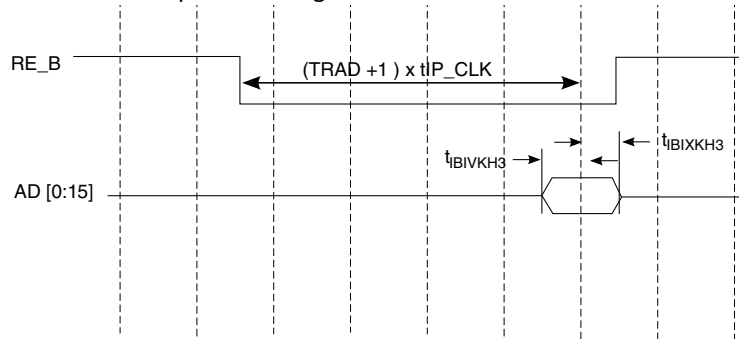 RE_B
(TRAD +1 ) x tIP_CLK
tIBIVKH3
tIBIXKH3
AD [0:15]